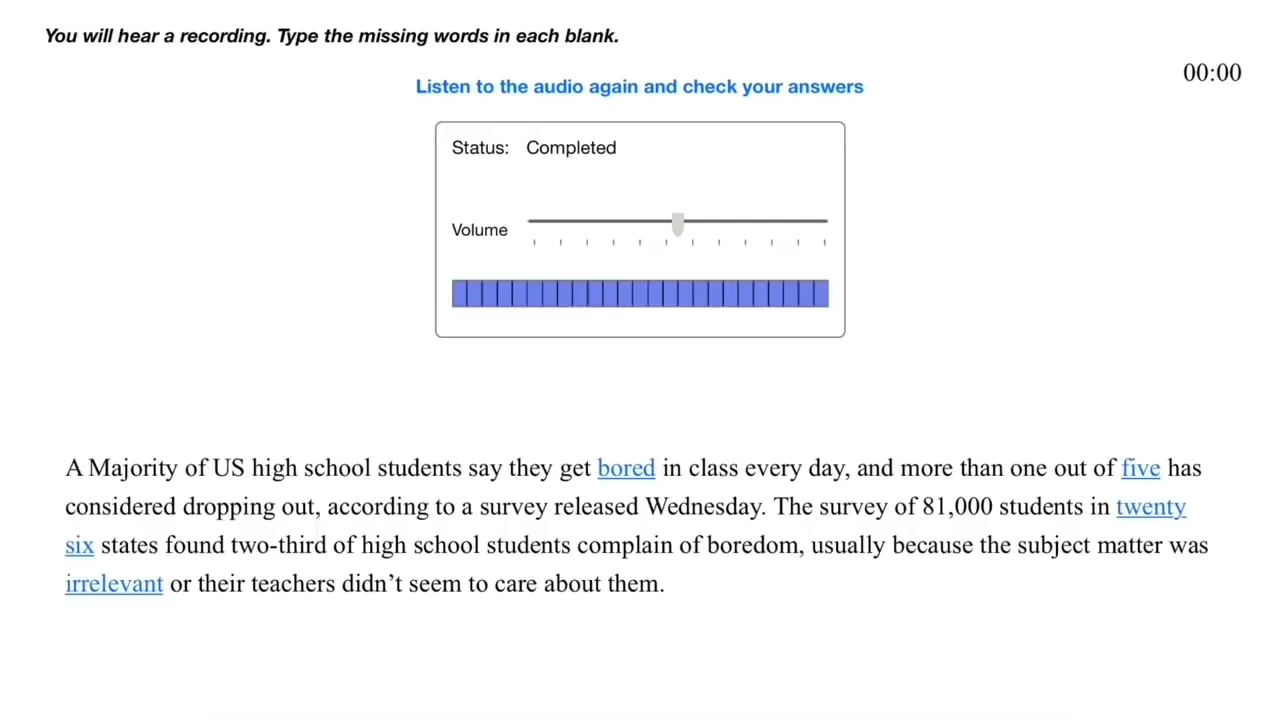 You will hear a recording. Type the missing words in each blank.
00:00
Listen to the audio again and check your answers
Status: Completed
Volume
A Majority of US high school students say they get bored in class every day, and more than one out of five has
considered dropping out, according to a survey released Wednesday. The survey of 81,000 students in twenty
six states found two-third of high school students complain of boredom, usually because the subject matter was
irrelevant or their teachers didn’t seem to care about them.